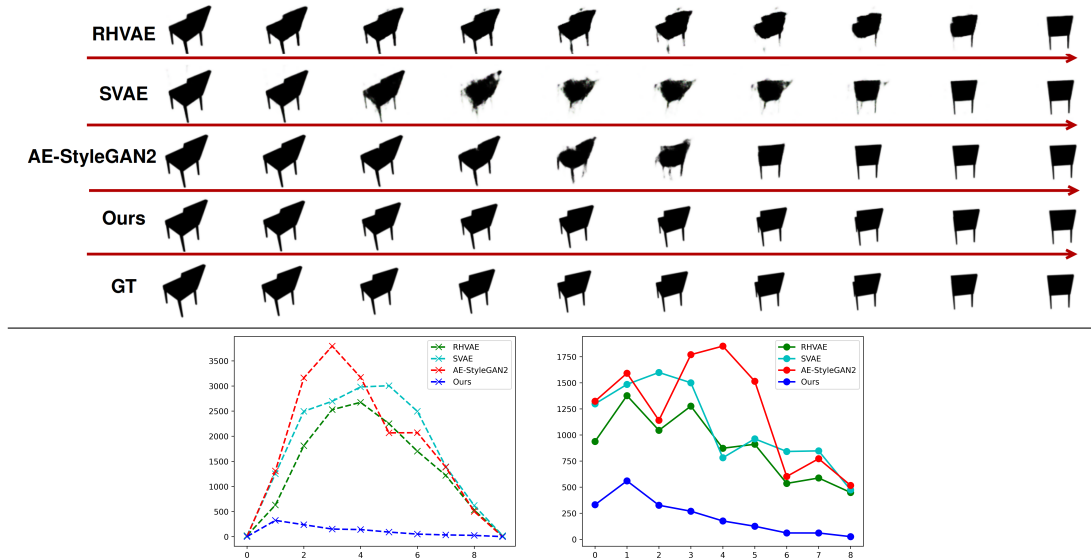 RHVAE
SVAE
AE-StyleGAN2
Ours
GT
3500
3000
2500
2000
1500
1000
500
0
0 2 4 6 8
RHVAE
SVAE
AE-StyleGAN2
Ours
1750
1500
1250
1000
750
500
250
0
0 1 2 3 4 5 6 7 8
RHVAE
SVAE
AE-StyleGAN2
Ours